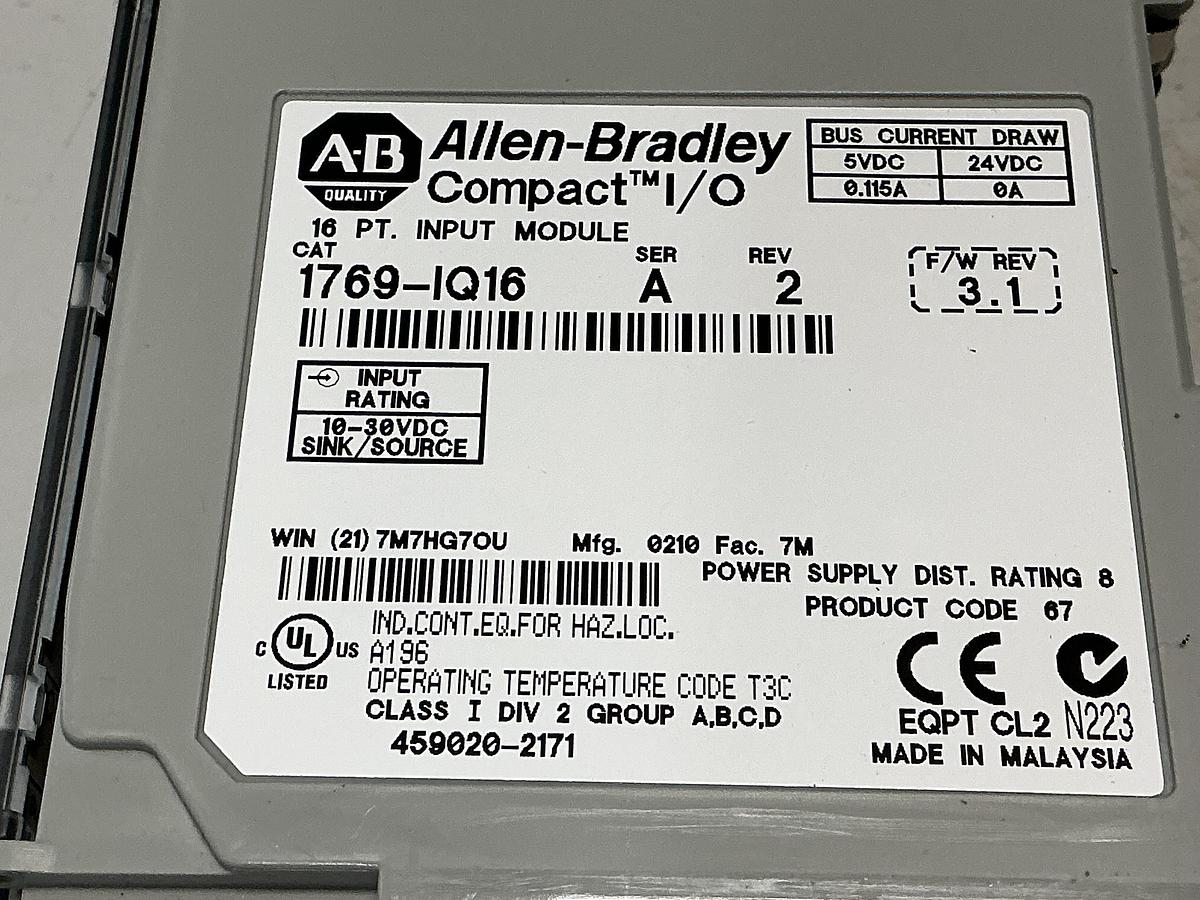 A-B
QUALITY
Allen-Bradley
Compact™ I/O
BUS CURRENT DRAW
5VDC 24VDC
0.115A 0A
16 PT. INPUT MODULE
CAT SER REV
1769-IQ16 A 2
F/W REV
3.1
INPUT
RATING
10-30VDC
SINK/SOURCE
WIN (21) 7M7HG7OU Mfg. 0210 Fac. 7M
POWER SUPPLY DIST. RATING 8
PRODUCT CODE 67
IND.CONT.EQ.FOR HAZ.LOC.
C UL US A196
LISTED
OPERATING TEMPERATURE CODE T3C
CLASS I DIV 2 GROUP A,B,C,D
459020-2171
CE
EQPT CL2 N223
MADE IN MALAYSIA